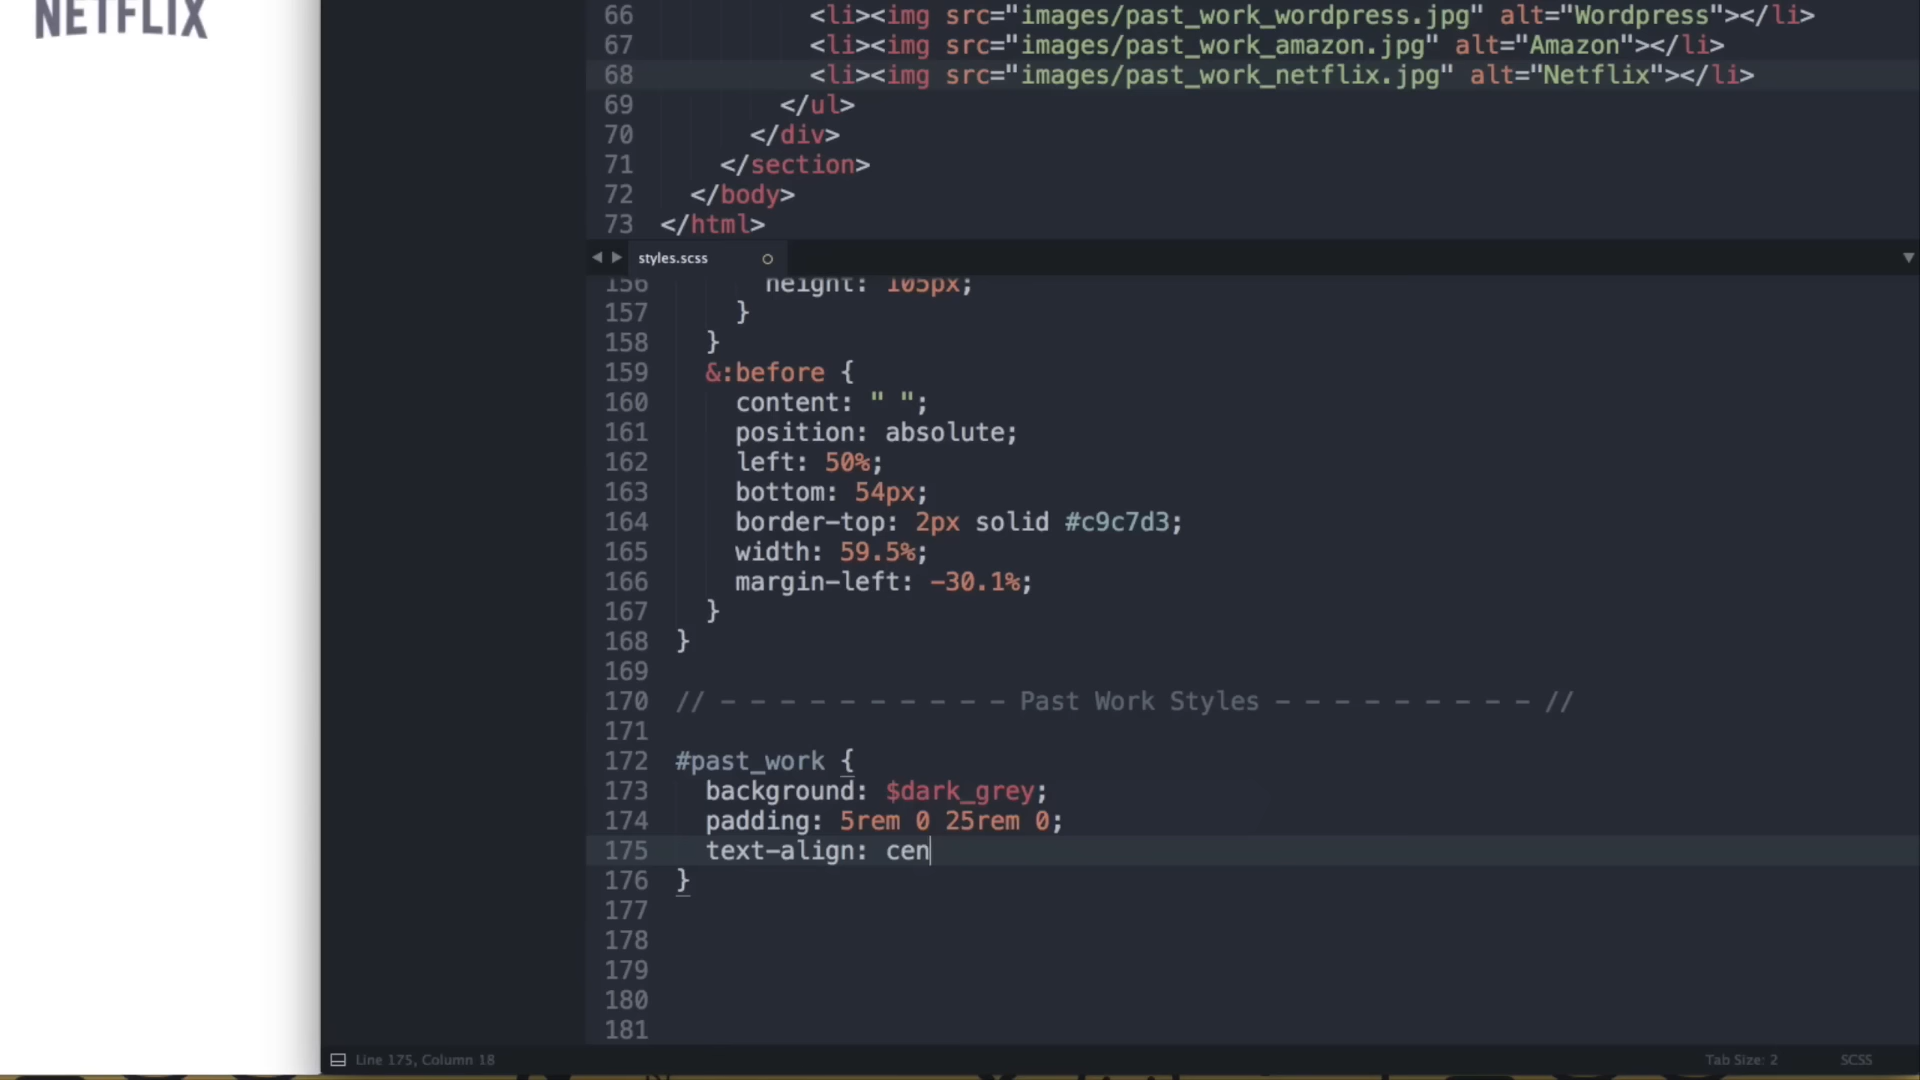 NETFLIX
66 <li><img src="images/past_work_wordpress.jpg" alt="Wordpress"></li>
67 <li><img src="images/past_work_amazon.jpg" alt="Amazon"></li>
68 <li><img src="images/past_work_netflix.jpg" alt="Netflix"></li>
69 </ul>
70 </div>
71 </section>
72 </body>
73 </html>
styles.scss
156 height: 105px;
157 }
158 }
159 &:before {
160 content: " ";
161 position: absolute;
162 left: 50%;
163 bottom: 54px;
164 border-top: 2px solid #c9c7d3;
165 width: 59.5%;
166 margin-left: -30.1%;
167 }
168 }
169
170 // - - - - - - - - - - Past Work Styles - - - - - - - - - //
171
172 #past_work {
173 background: $dark_grey;
174 padding: 5rem 0 25rem 0;
175 text-align: cen
176 }
177
178
179
180
181
Line 175, Column 18
Tab Size: 2
SCSS